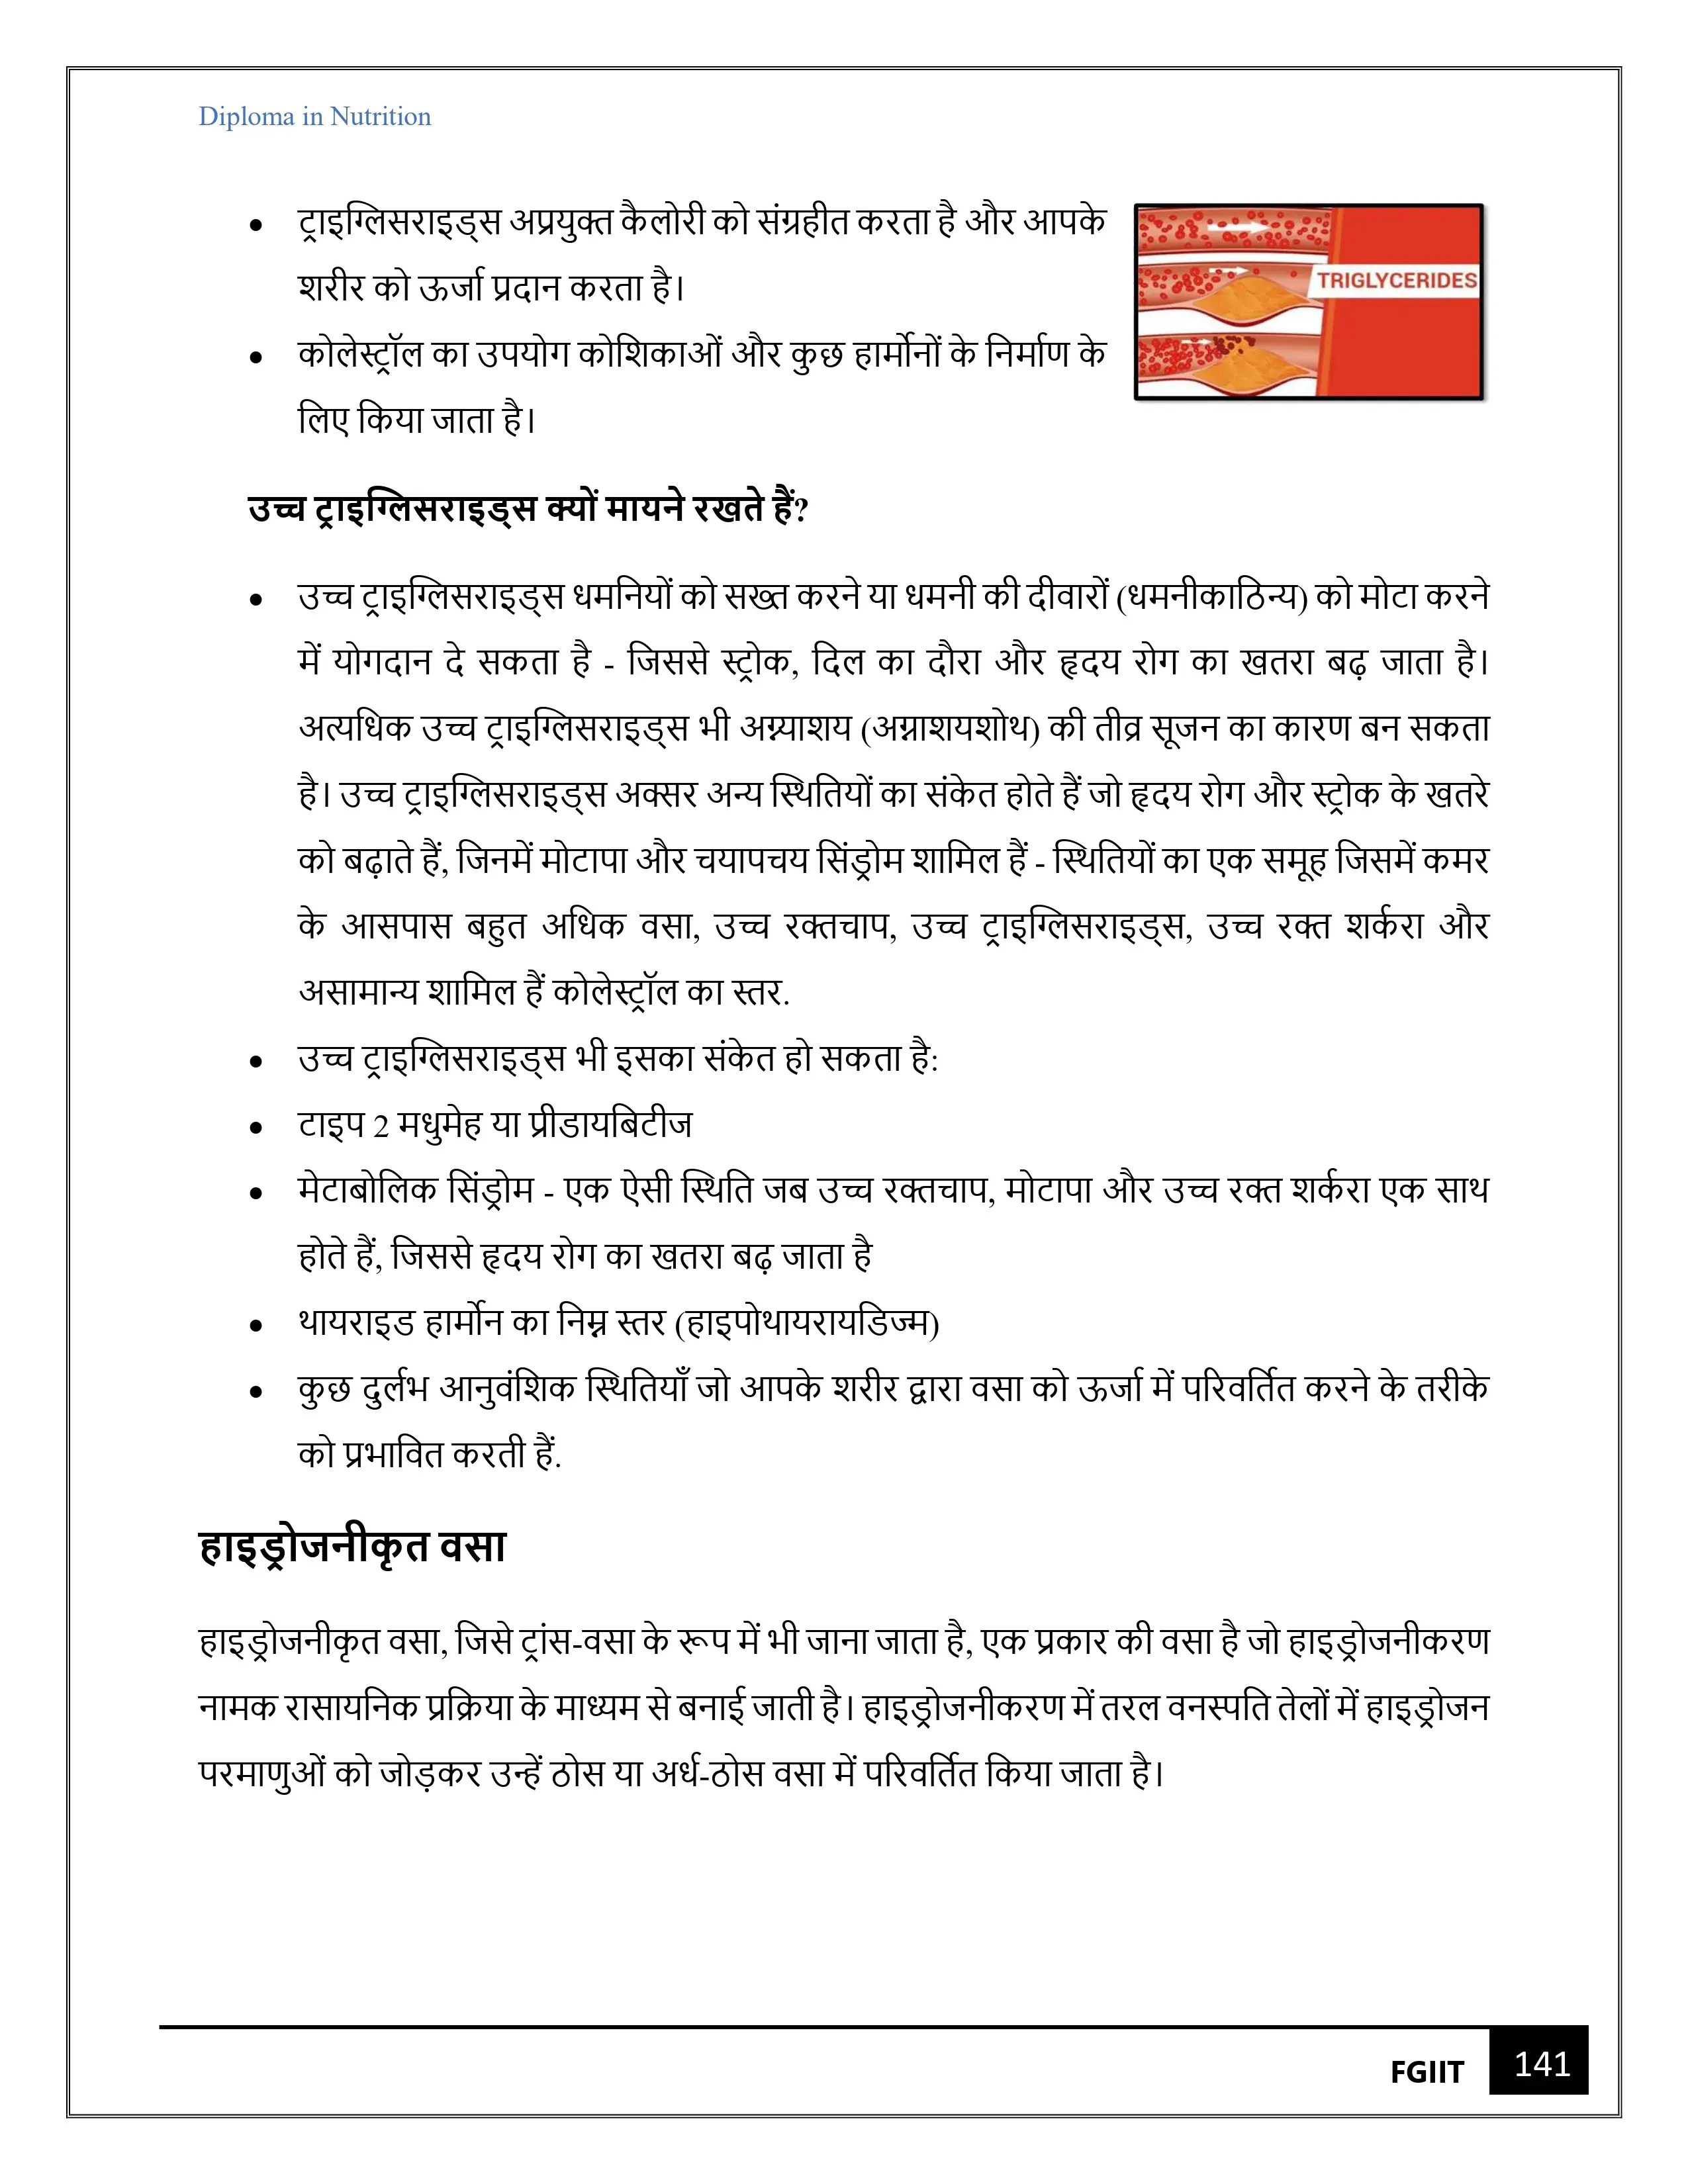 Diploma in Nutrition
• ट्राइग्लिसराइड्स अप्रयुक्त कैलोरी को संग्रहीत करता है और आपके
शरीर को ऊर्जा प्रदान करता है।
TRIGLYCERIDES
• कोलेस्ट्रॉल का उपयोग कोशिकाओं और कुछ हार्मोनों के निर्माण के
लिए किया जाता है।
उच्च ट्राइग्लिसराइड्स क्यों मायने रखते हैं?
• उच्च ट्राइग्लिसराइड्स धमनियों को सख्त करने या धमनी की दीवारों (धमनीकाठिन्य) को मोटा करने
में योगदान दे सकता है - जिससे स्ट्रोक, दिल का दौरा और हृदय रोग का खतरा बढ़ जाता है।
अत्यधिक उच्च ट्राइग्लिसराइड्स भी अग्न्याशय (अग्नाशयशोथ) की तीव्र सूजन का कारण बन सकता
है। उच्च ट्राइग्लिसराइड्स अक्सर अन्य स्थितियों का संकेत होते हैं जो हृदय रोग और स्ट्रोक के खतरे
को बढ़ाते हैं, जिनमें मोटापा और चयापचय सिंड्रोम शामिल हैं - स्थितियों का एक समूह जिसमें कमर
के आसपास बहुत अधिक वसा, उच्च रक्तचाप, उच्च ट्राइग्लिसराइड्स, उच्च रक्त शर्करा और
असामान्य शामिल हैं कोलेस्ट्रॉल का स्तर.
• उच्च ट्राइग्लिसराइड्स भी इसका संकेत हो सकता है:
• टाइप 2 मधुमेह या प्रीडायबिटीज
• मेटाबोलिक सिंड्रोम - एक ऐसी स्थिति जब उच्च रक्तचाप, मोटापा और उच्च रक्त शर्करा एक साथ
होते हैं, जिससे हृदय रोग का खतरा बढ़ जाता है
• थायराइड हार्मोन का निम्न स्तर (हाइपोथायरायडिज्म)
• कुछ दुर्लभ आनुवंशिक स्थितियाँ जो आपके शरीर द्वारा वसा को ऊर्जा में परिवर्तित करने के तरीके
को प्रभावित करती हैं.
हाइड्रोजनीकृत वसा
हाइड्रोजनीकृत वसा, जिसे ट्रांस-वसा के रूप में भी जाना जाता है, एक प्रकार की वसा है जो हाइड्रोजनीकरण
नामक रासायनिक प्रक्रिया के माध्यम से बनाई जाती है। हाइड्रोजनीकरण में तरल वनस्पति तेलों में हाइड्रोजन
परमाणुओं को जोड़कर उन्हें ठोस या अर्ध-ठोस वसा में परिवर्तित किया जाता है।
FGIIT 141